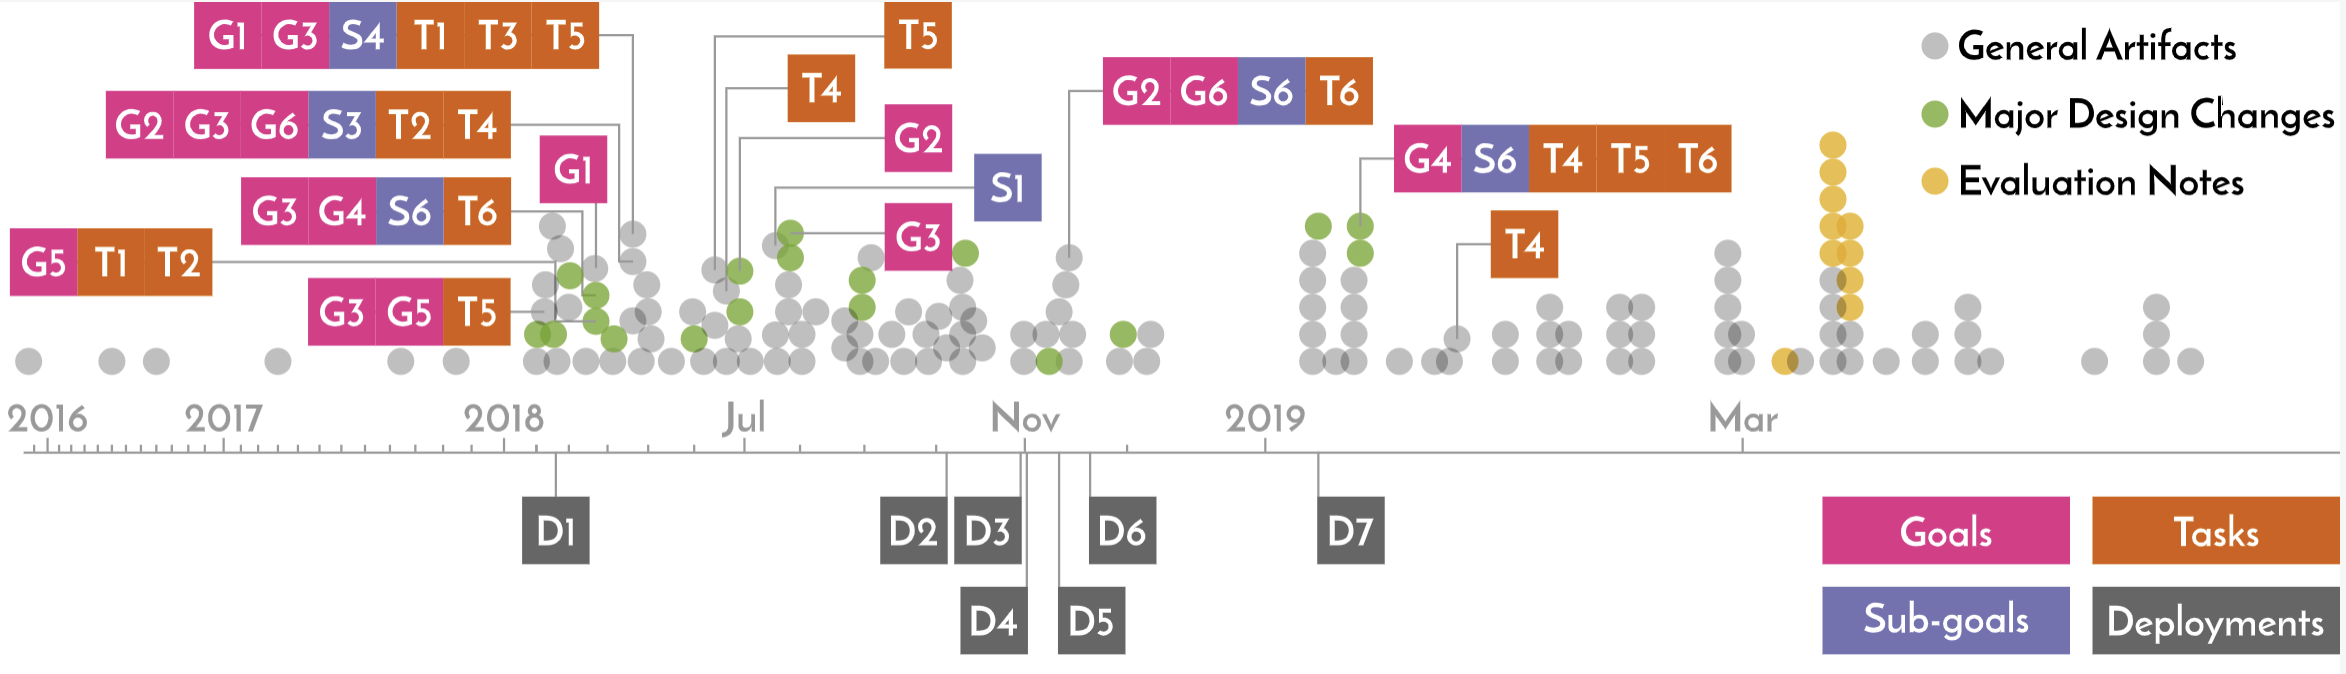 G1 G3 S4 T1 T3 T5
T5
General Artifacts
T4
G2 G6 S6 T6
G2 G3 G6 S3 T2 T4
Major Design Changes
G2
G1
G4 S6 T4 T5 T6
S1
Evaluation Notes
G3 G4 S6 T6
G3
T4
G5 T1 T2
G3 G5 T5
2016 2017 2018 Jul Nov 2019 Mar
D1 D2 D3 D6 D7
Goals Tasks
D4 D5
Sub-goals Deployments